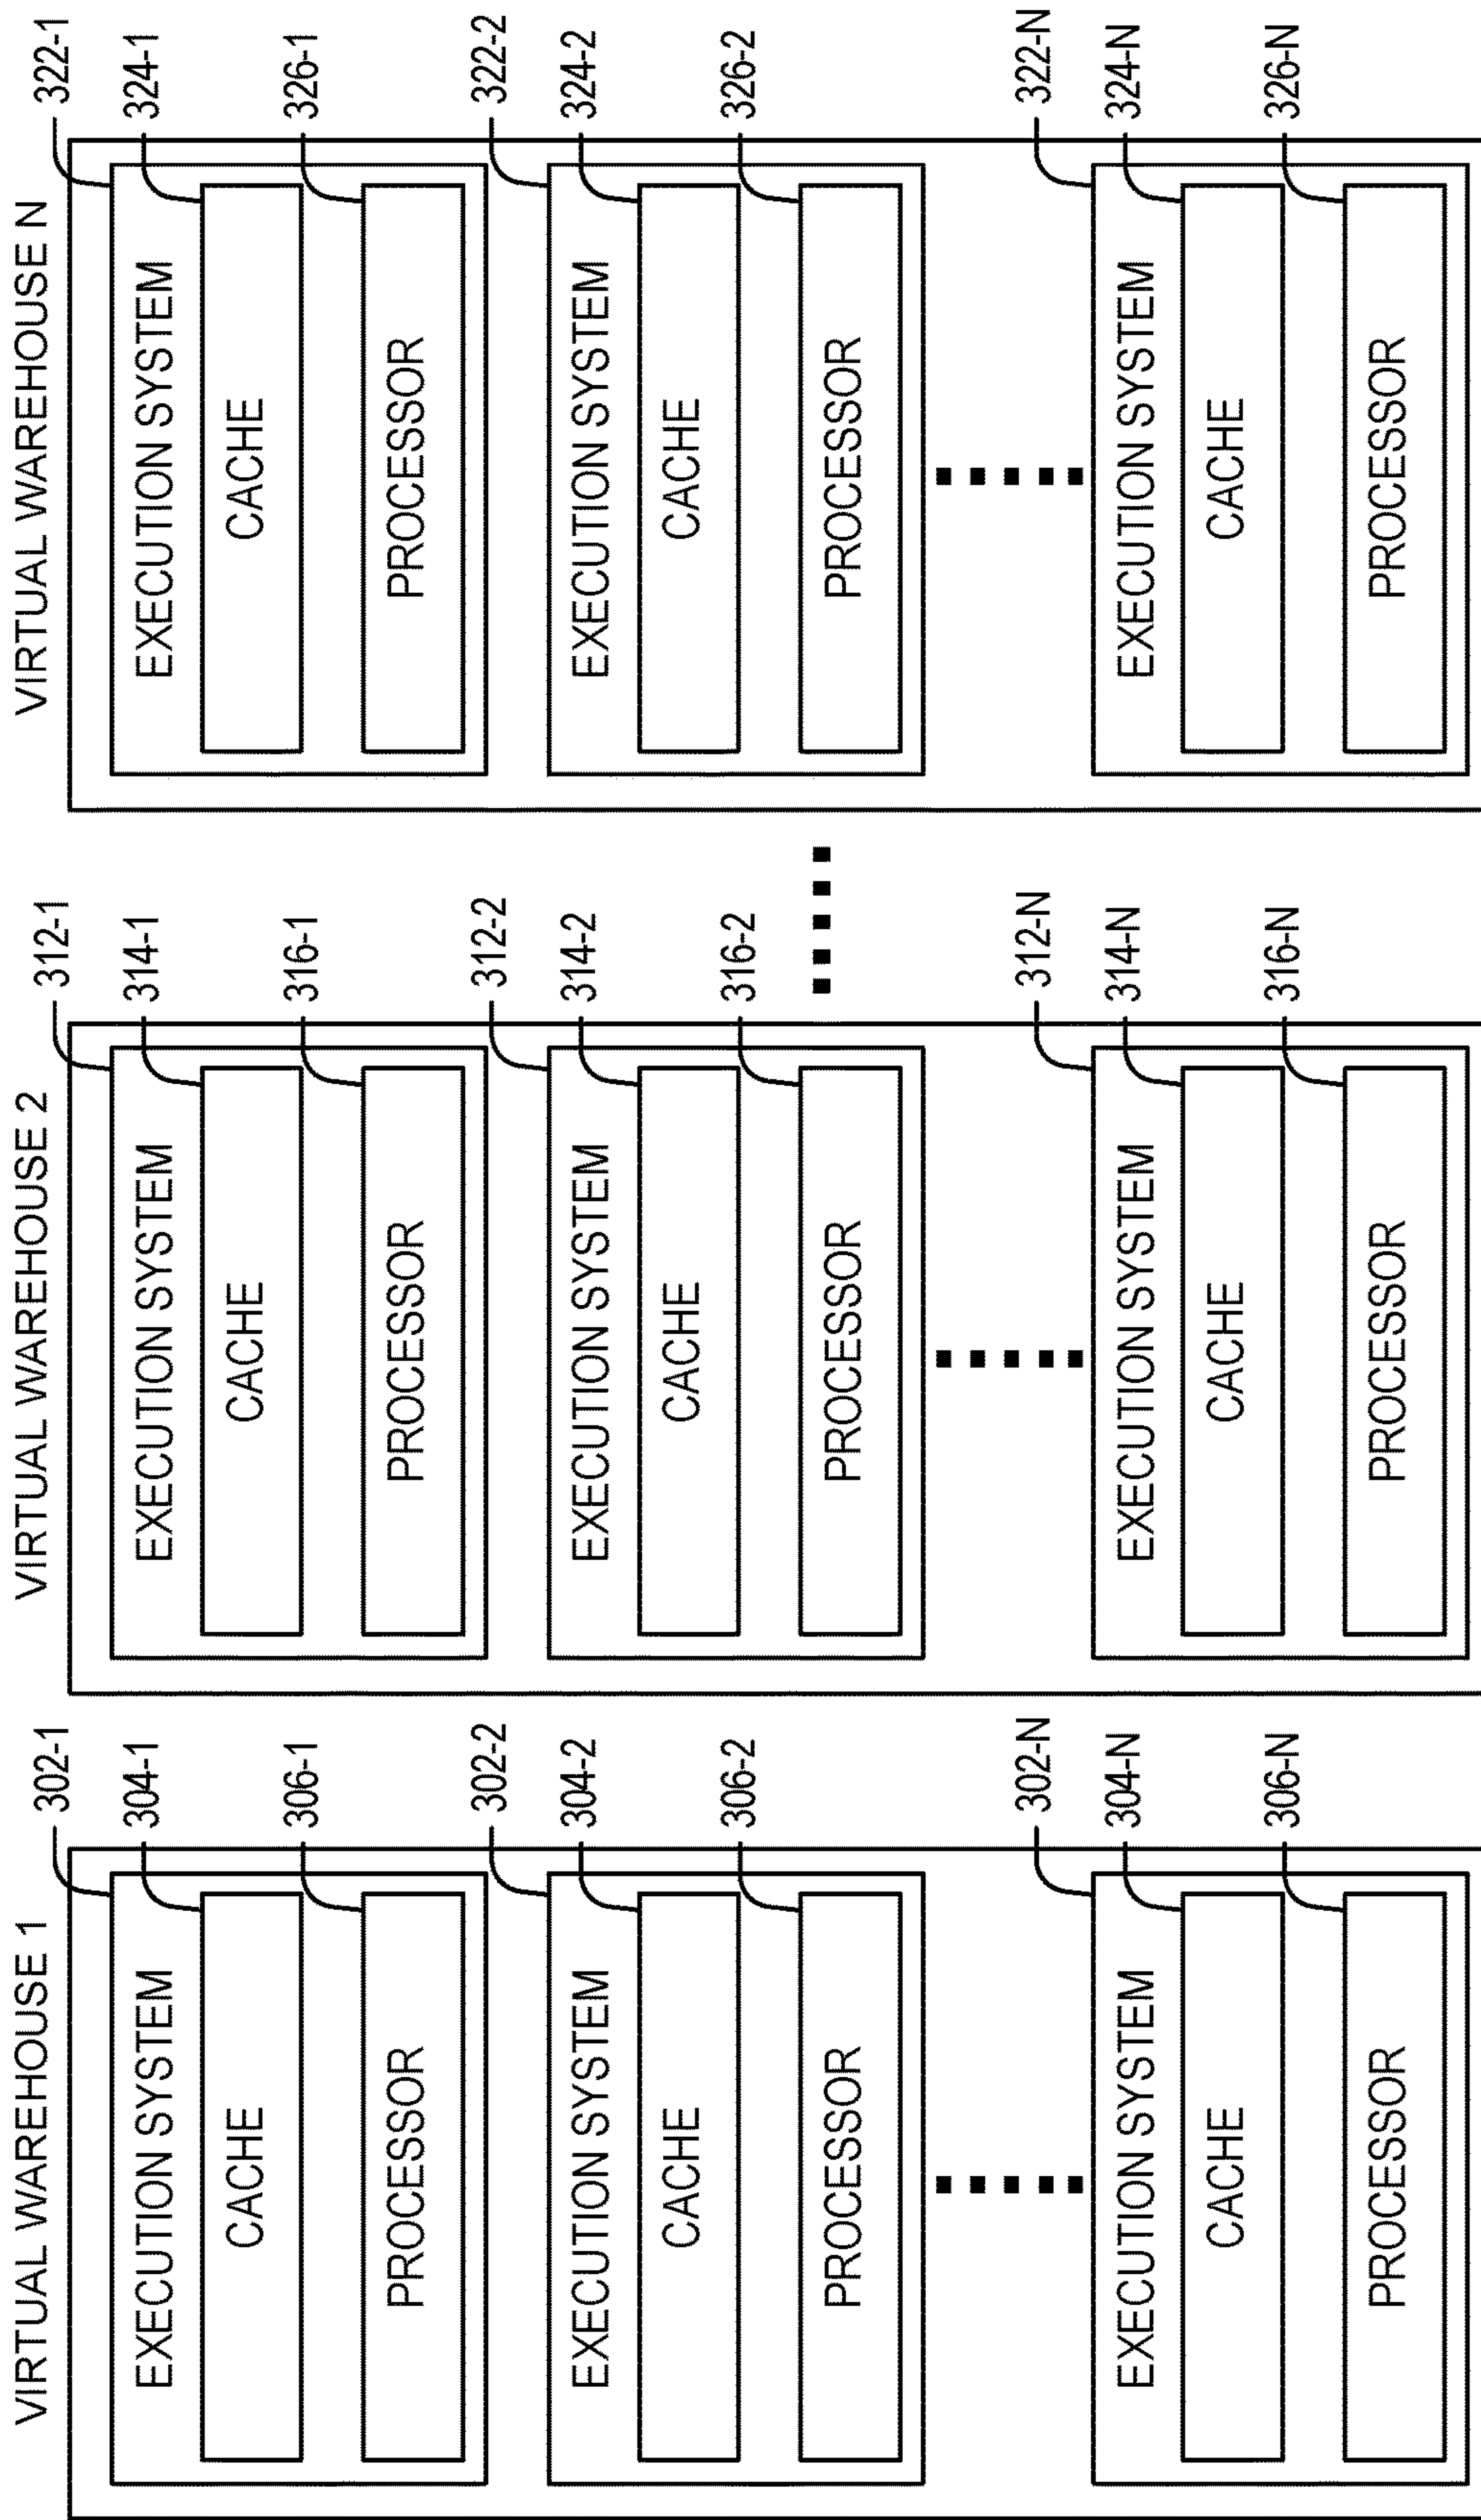 VIRTUAL WAREHOUSE 1
302-1
EXECUTION SYSTEM
304-1
CACHE
306-1
PROCESSOR
302-2
EXECUTION SYSTEM
304-2
CACHE
306-2
PROCESSOR
302-N
EXECUTION SYSTEM
304-N
CACHE
306-N
PROCESSOR
VIRTUAL WAREHOUSE 2
312-1
EXECUTION SYSTEM
314-1
CACHE
316-1
PROCESSOR
312-2
EXECUTION SYSTEM
314-2
CACHE
316-2
PROCESSOR
312-N
EXECUTION SYSTEM
314-N
CACHE
316-N
PROCESSOR
VIRTUAL WAREHOUSE N
322-1
EXECUTION SYSTEM
324-1
CACHE
326-1
PROCESSOR
322-2
EXECUTION SYSTEM
324-2
CACHE
326-2
PROCESSOR
322-N
EXECUTION SYSTEM
324-N
CACHE
326-N
PROCESSOR